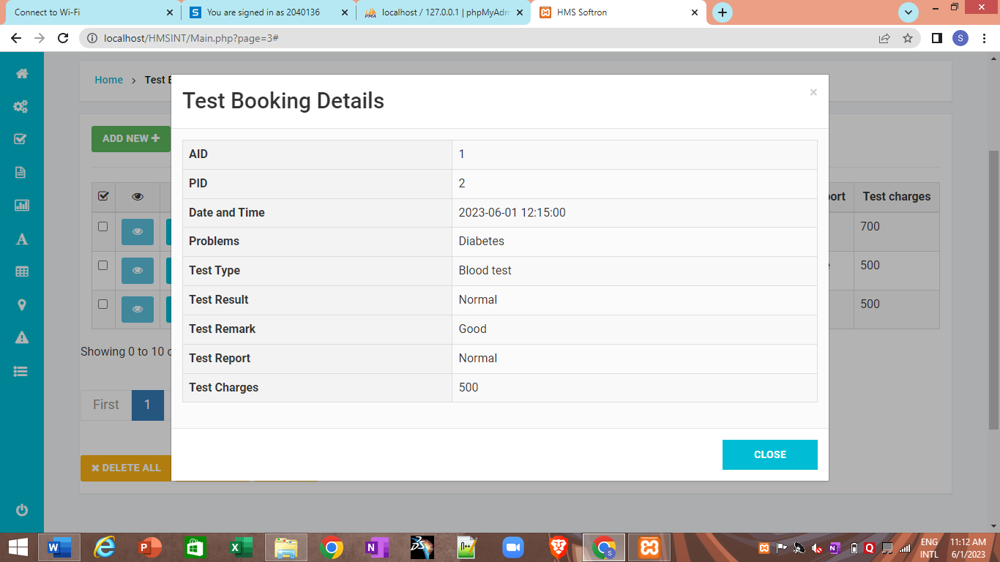 Connect to Wi-Fi
You are signed in as 2040136
localhost / 127.0.0.1 | phpMyAdm
HMS Softron
localhost/HMSINT/Main.php?page=3#
S
Home > Test
Test Booking Details
×
ADD NEW
AID 1
PID 2
Date and Time 2023-06-01 12:15:00
Problems Diabetes
Test Type Blood test
Test Result Normal
Test Remark Good
Test Report Normal
Test Charges 500
ort Test charges
700
500
500
Showing 0 to 10
First 1
CLOSE
DELETE ALL
ENG
INTL
11:12 AM
6/1/2023